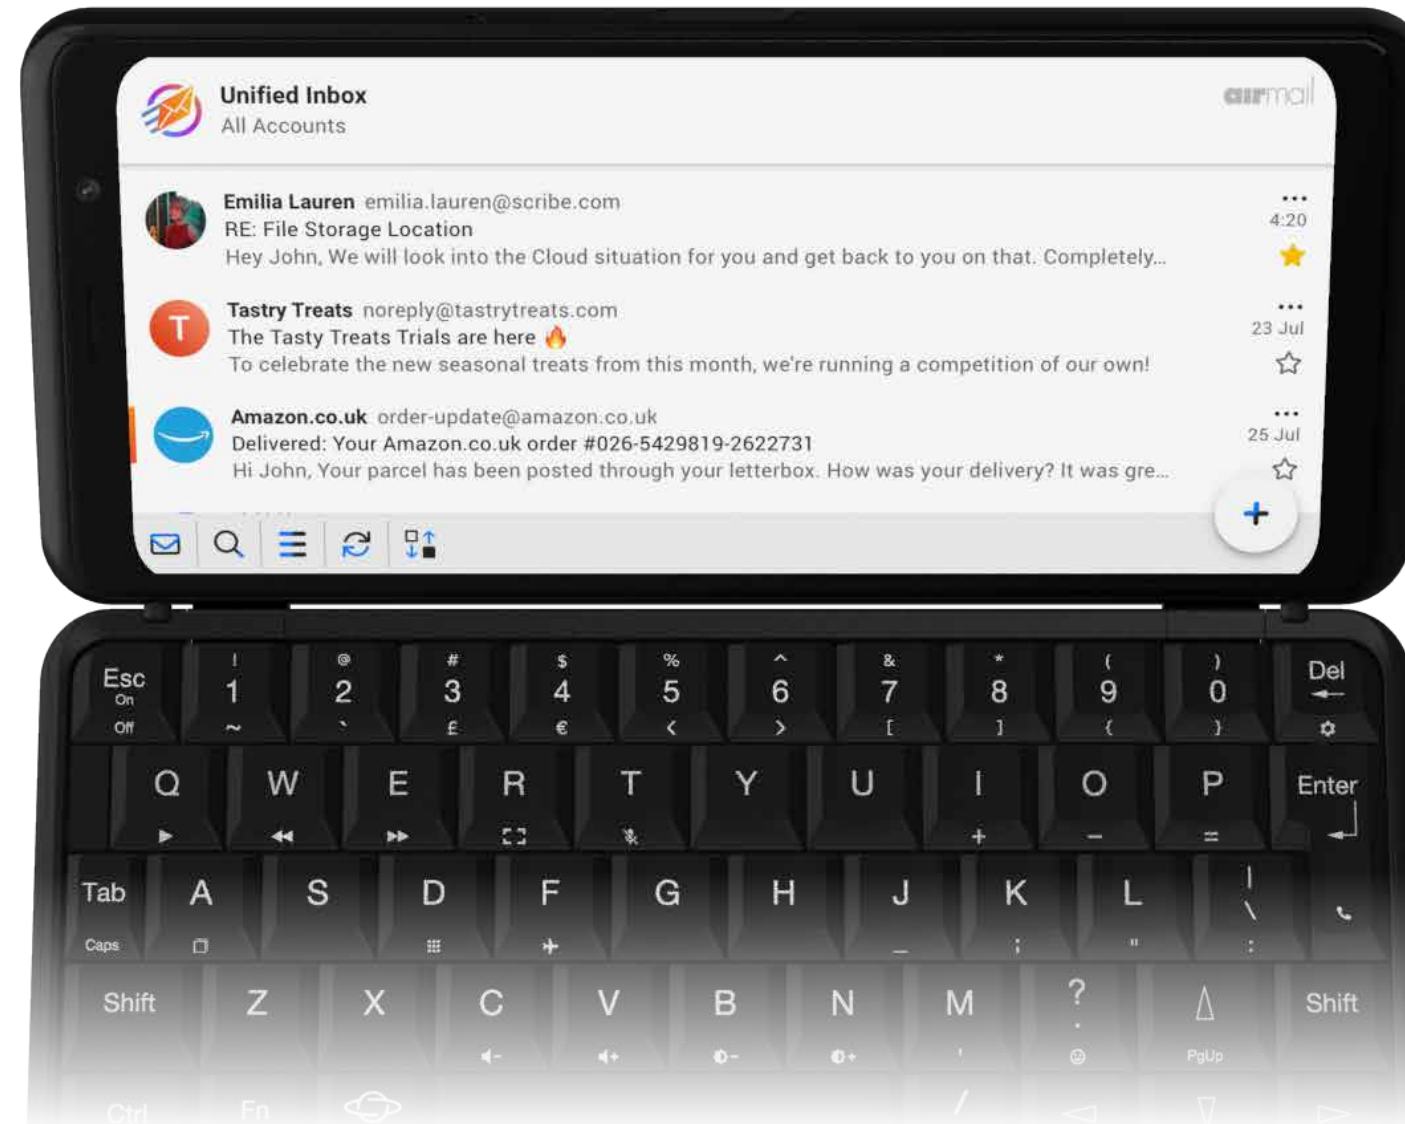 Unified Inbox
All Accounts
airmail
Emilia Lauren emilia.lauren@scribe.com
RE: File Storage Location
Hey John, We will look into the Cloud situation for you and get back to you on that. Completely...
4:20
Tastry Treats noreply@tastrytreats.com
The Tasty Treats Trials are here 🔥
To celebrate the new seasonal treats from this month, we're running a competition of our own!
23 Jul
T
Amazon.co.uk order-update@amazon.co.uk
Delivered: Your Amazon.co.uk order #026-5429819-2622731
Hi John, Your parcel has been posted through your letterbox. How was your delivery? It was gre...
25 Jul
! @ # $ % ^ & * ( )
Esc 1 2 3 4 5 6 7 8 9 0 Del
On
Off ~ ` £ € < > [ ] { }
Q W E R T Y U I O P Enter
+ − =
Tab A S D F G H J K L | \
Caps _ ; " :
Shift Z X C V B N M ? . Shift
- + - + ' PgUp
Ctrl Fn /